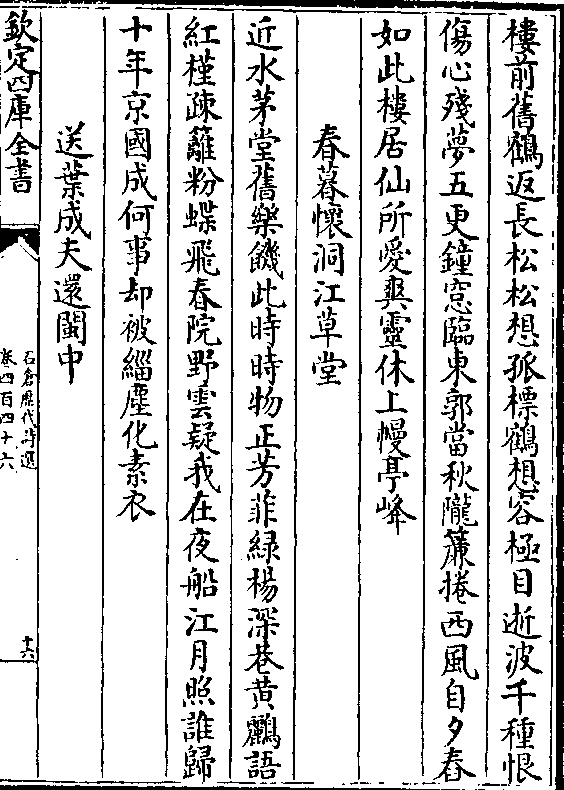 樓前舊鶴返長松松想孤標鶴想容極目逝波千種恨
傷心殘夢五更鐘窓臨東郭當秋隴簾捲西風自夕舂
如此樓居仙所愛興靈休上幔亭峰
春暮懷洞江草堂
近水茅堂舊樂饑此時時物正芳菲緑楊深巷黄鸝語
紅槿疎籬粉蝶飛春院野雲疑我在夜船江月照誰歸
十年京國成何事却被緇塵化素衣
送葉成夫還閩中
欽定四庫全書
石倉歷代詩選
卷四百四十六
十六